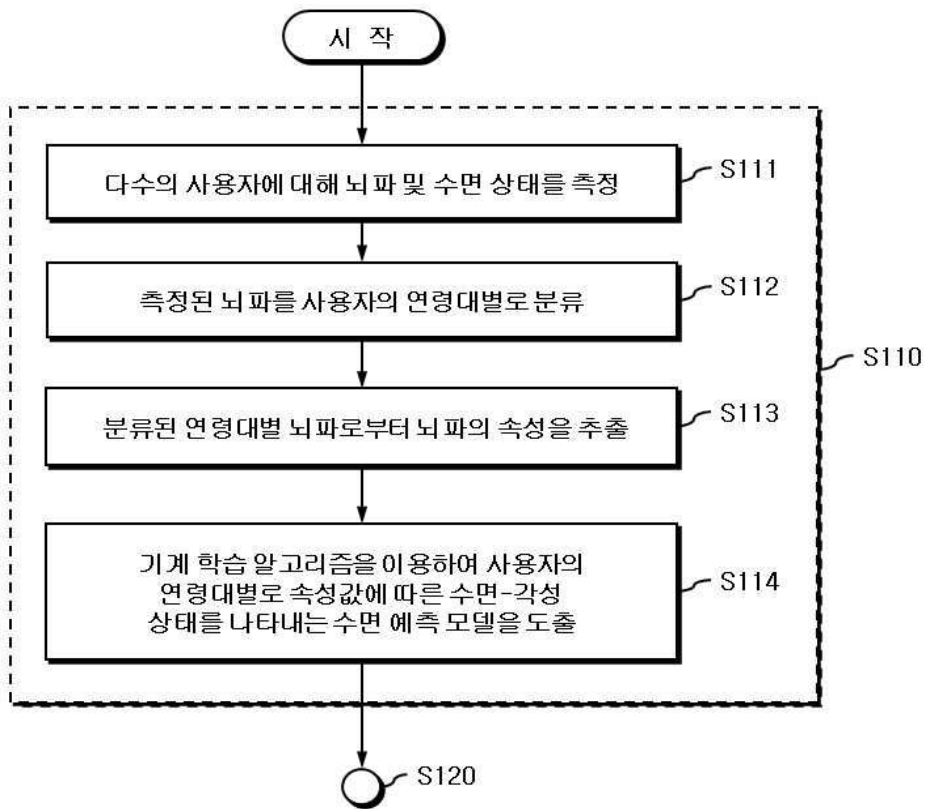 시 작
다수의 사용자에 대해 뇌파 및 수면 상태를 측정
S111
측정된 뇌파를 사용자의 연령대별로 분류
S112
S110
분류된 연령대별 뇌파로부터 뇌파의 속성을 추출
S113
기계 학습 알고리즘을 이용하여 사용자의
연령대별로 속성값에 따른 수면-각성
상태를 나타내는 수면 예측 모델을 도출
S114
S120